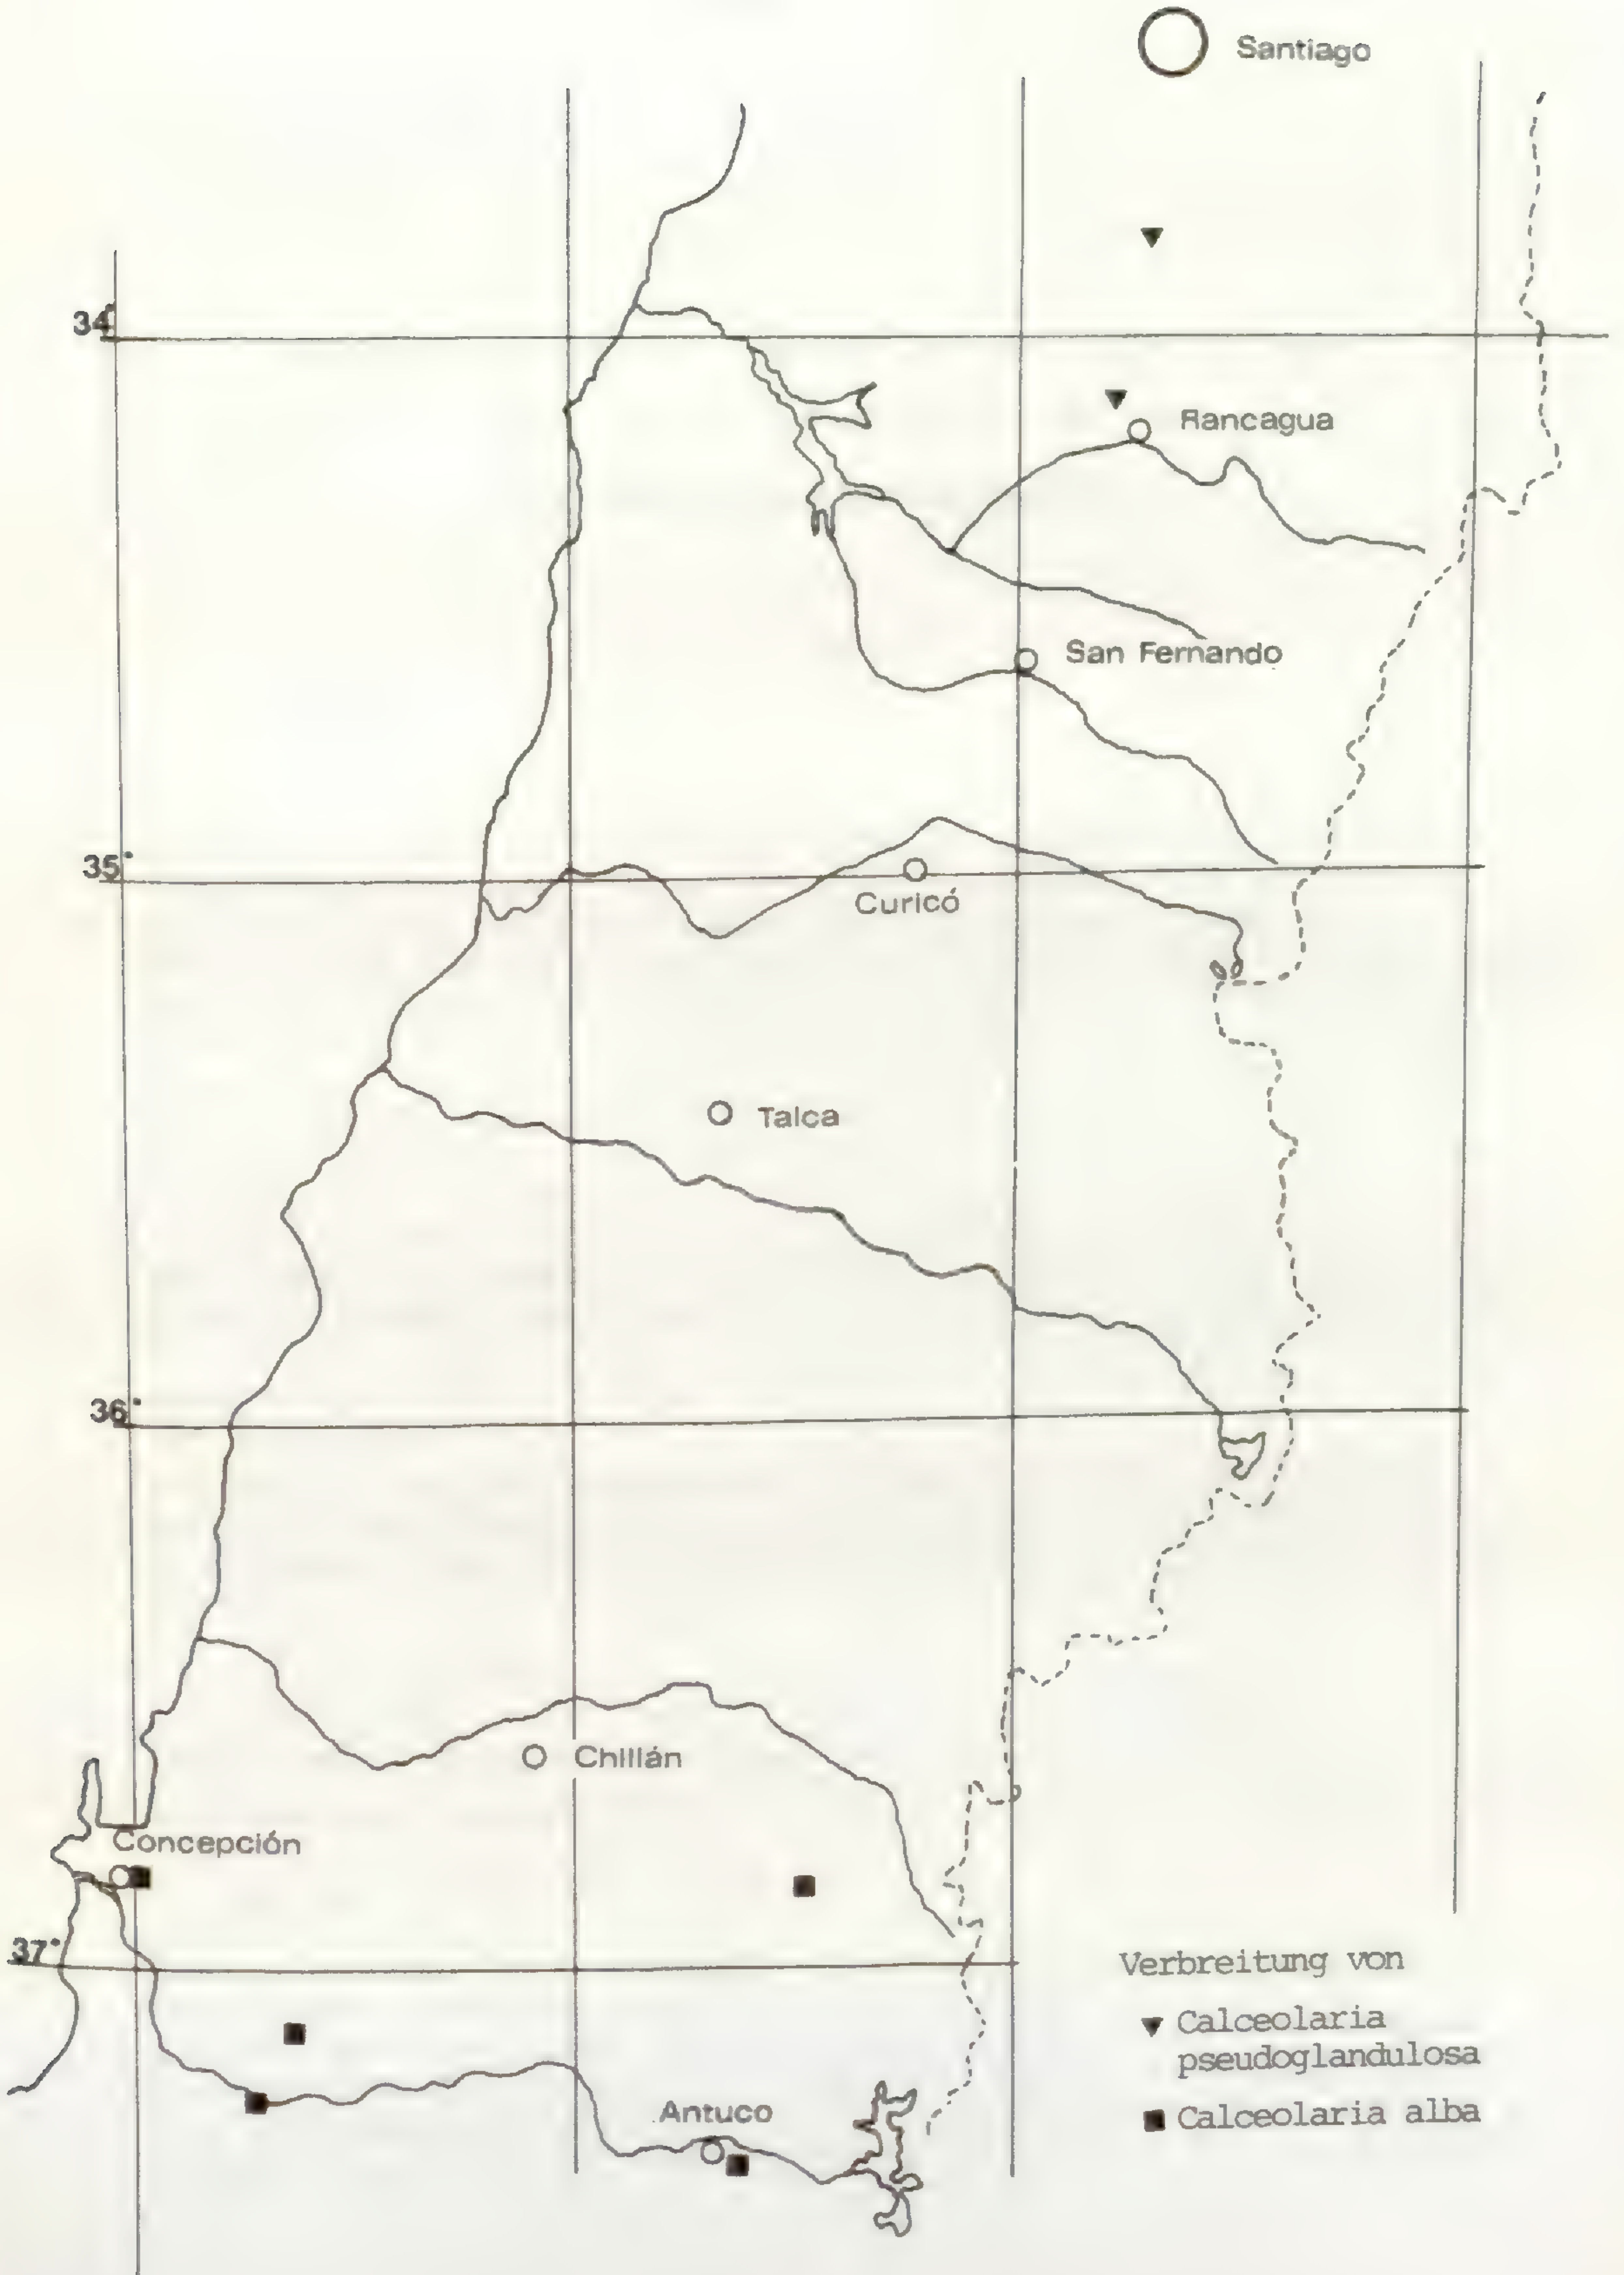 Santiago
34°
Rancagua
San Fernando
35°
Curicó
Talca
36°
Chillán
Concepción
37°
Antuco
Verbreitung von
Calceolaria
pseudoglandulosa
Calceolaria alba